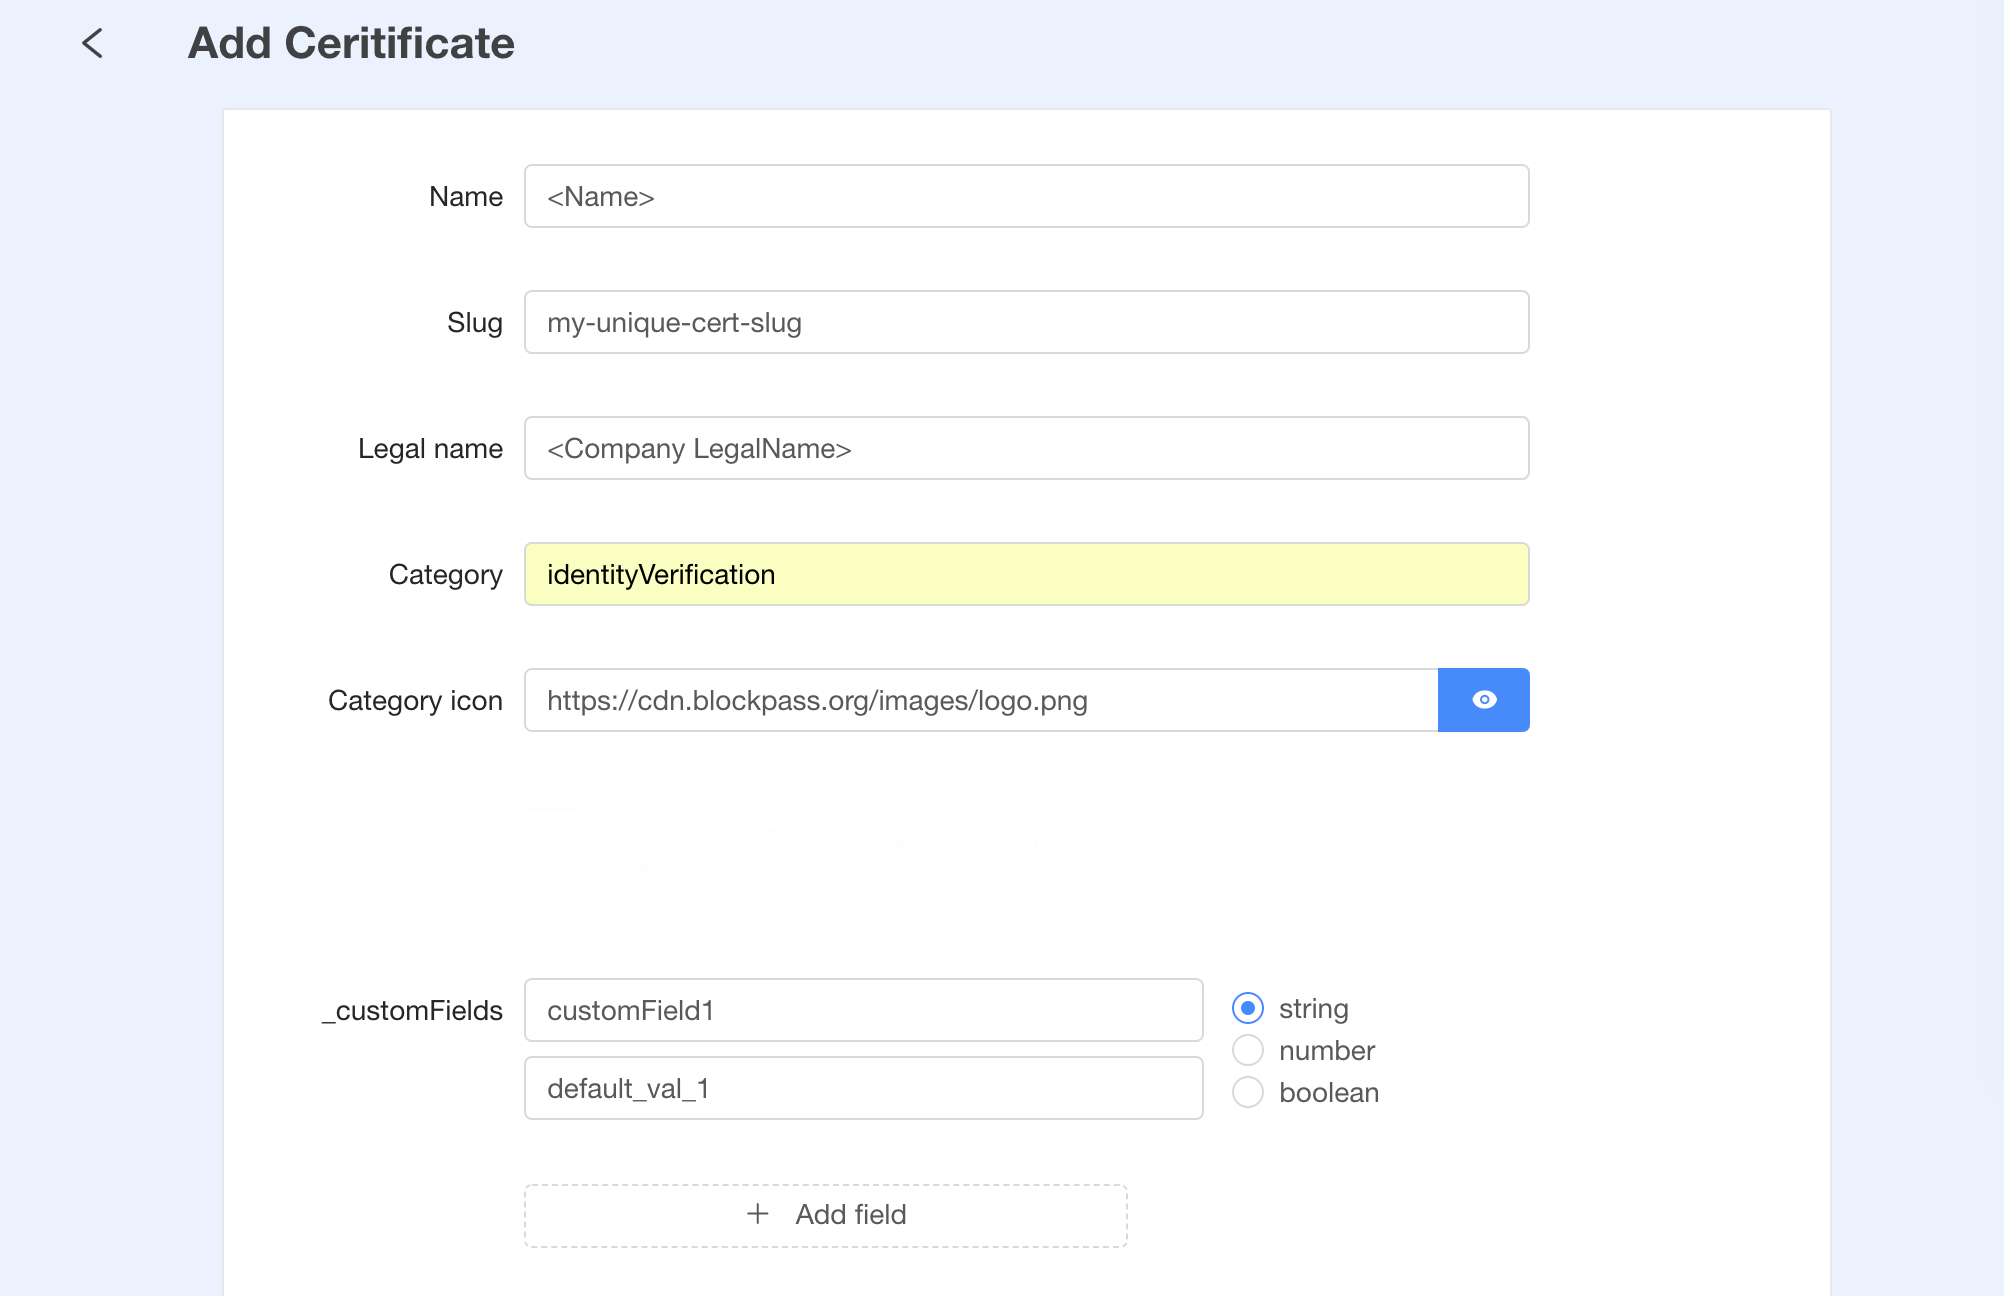 Add Ceritificate
Name <Name>
Slug my-unique-cert-slug
Legal name <Company LegalName>
Category identityVerification
Category icon https://cdn.blockpass.org/images/logo.png
_customFields customField1 string
number
default_val_1 boolean
+ Add field